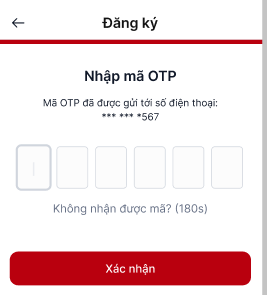 Đăng ký
Nhập mã OTP
Mã OTP đã được gửi tới số điện thoại:
*** *** *567
Không nhận được mã? (180s)
Xác nhận